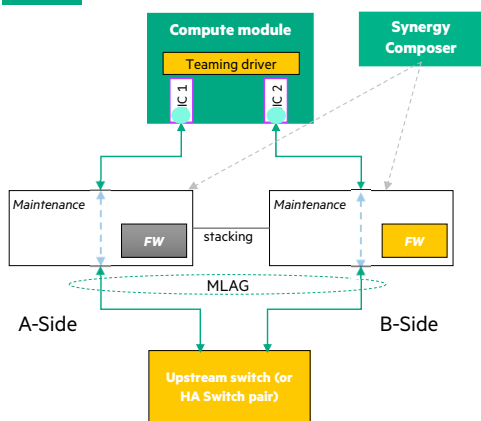 Compute module
Synergy
Composer
Teaming driver
IC 1
IC 2
Maintenance
Maintenance
FW
stacking
FW
MLAG
A-Side
B-Side
Upstream switch (or
HA Switch pair)